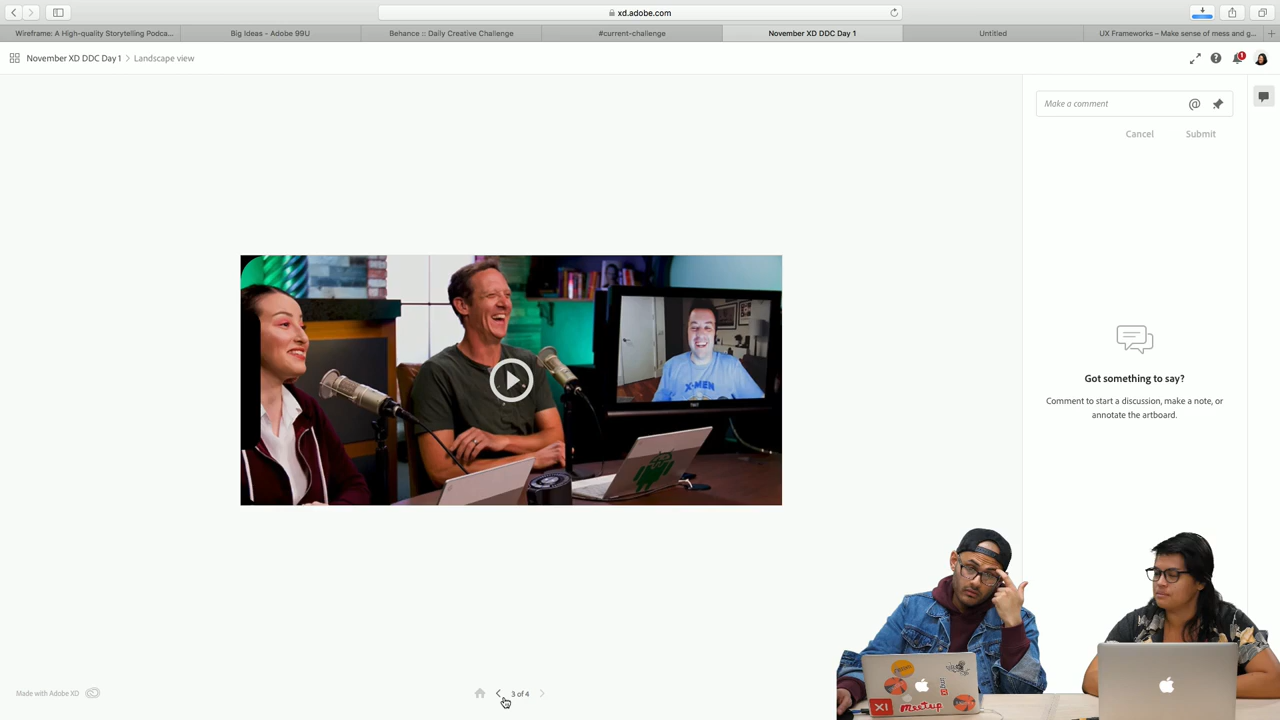 xd.adobe.com
Wireframe: A High-quality Storytelling Podca...
Big Ideas - Adobe 99U
Behance :: Daily Creative Challenge
#current-challenge
November XD DDC Day 1
Untitled
UX Frameworks – Make sense of mess and g...
November XD DDC Day 1 > Landscape view
1
Make a comment
@
Cancel
Submit
Got something to say?
Comment to start a discussion, make a note, or
annotate the artboard.
X-MEN
XD
meetup
Made with Adobe XD
3 of 4